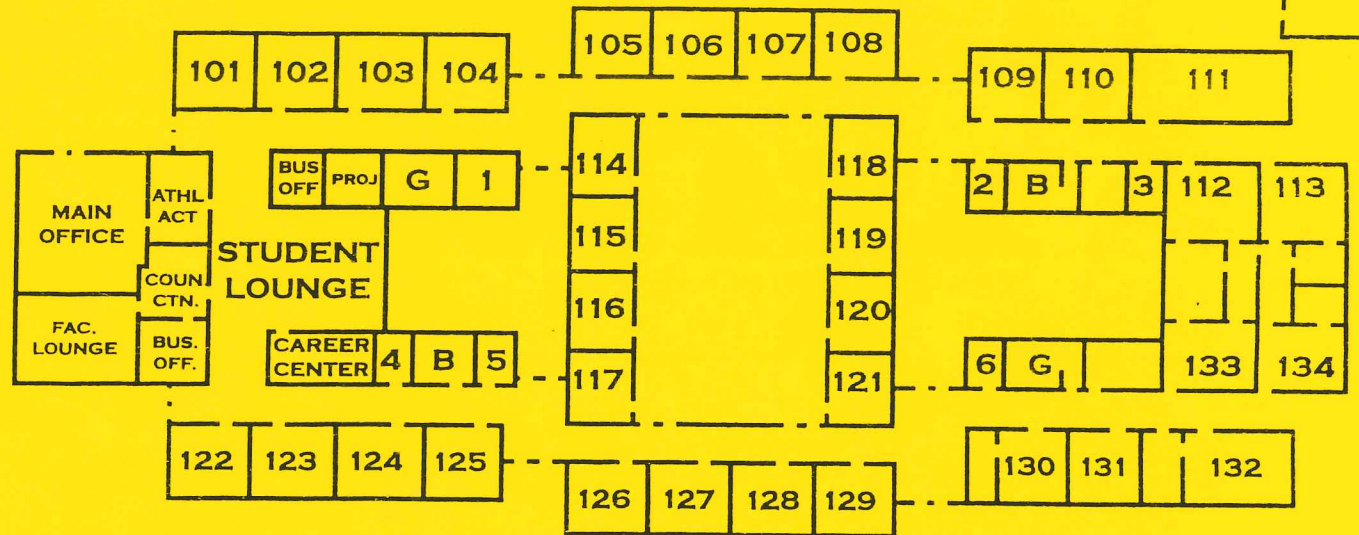 105 106 107 108
101 102 103 104
109 110 111
114 118
BUS
OFF
PROJ G 1
2 B 3 112 113
MAIN
OFFICE
ATHL
ACT
115 119
STUDENT
LOUNGE
COUN.
CTN.
116 120
FAC.
LOUNGE
BUS.
OFF.
CAREER
CENTER
4 B 5
117 121
6 G 133 134
122 123 124 125
130 131 132
126 127 128 129